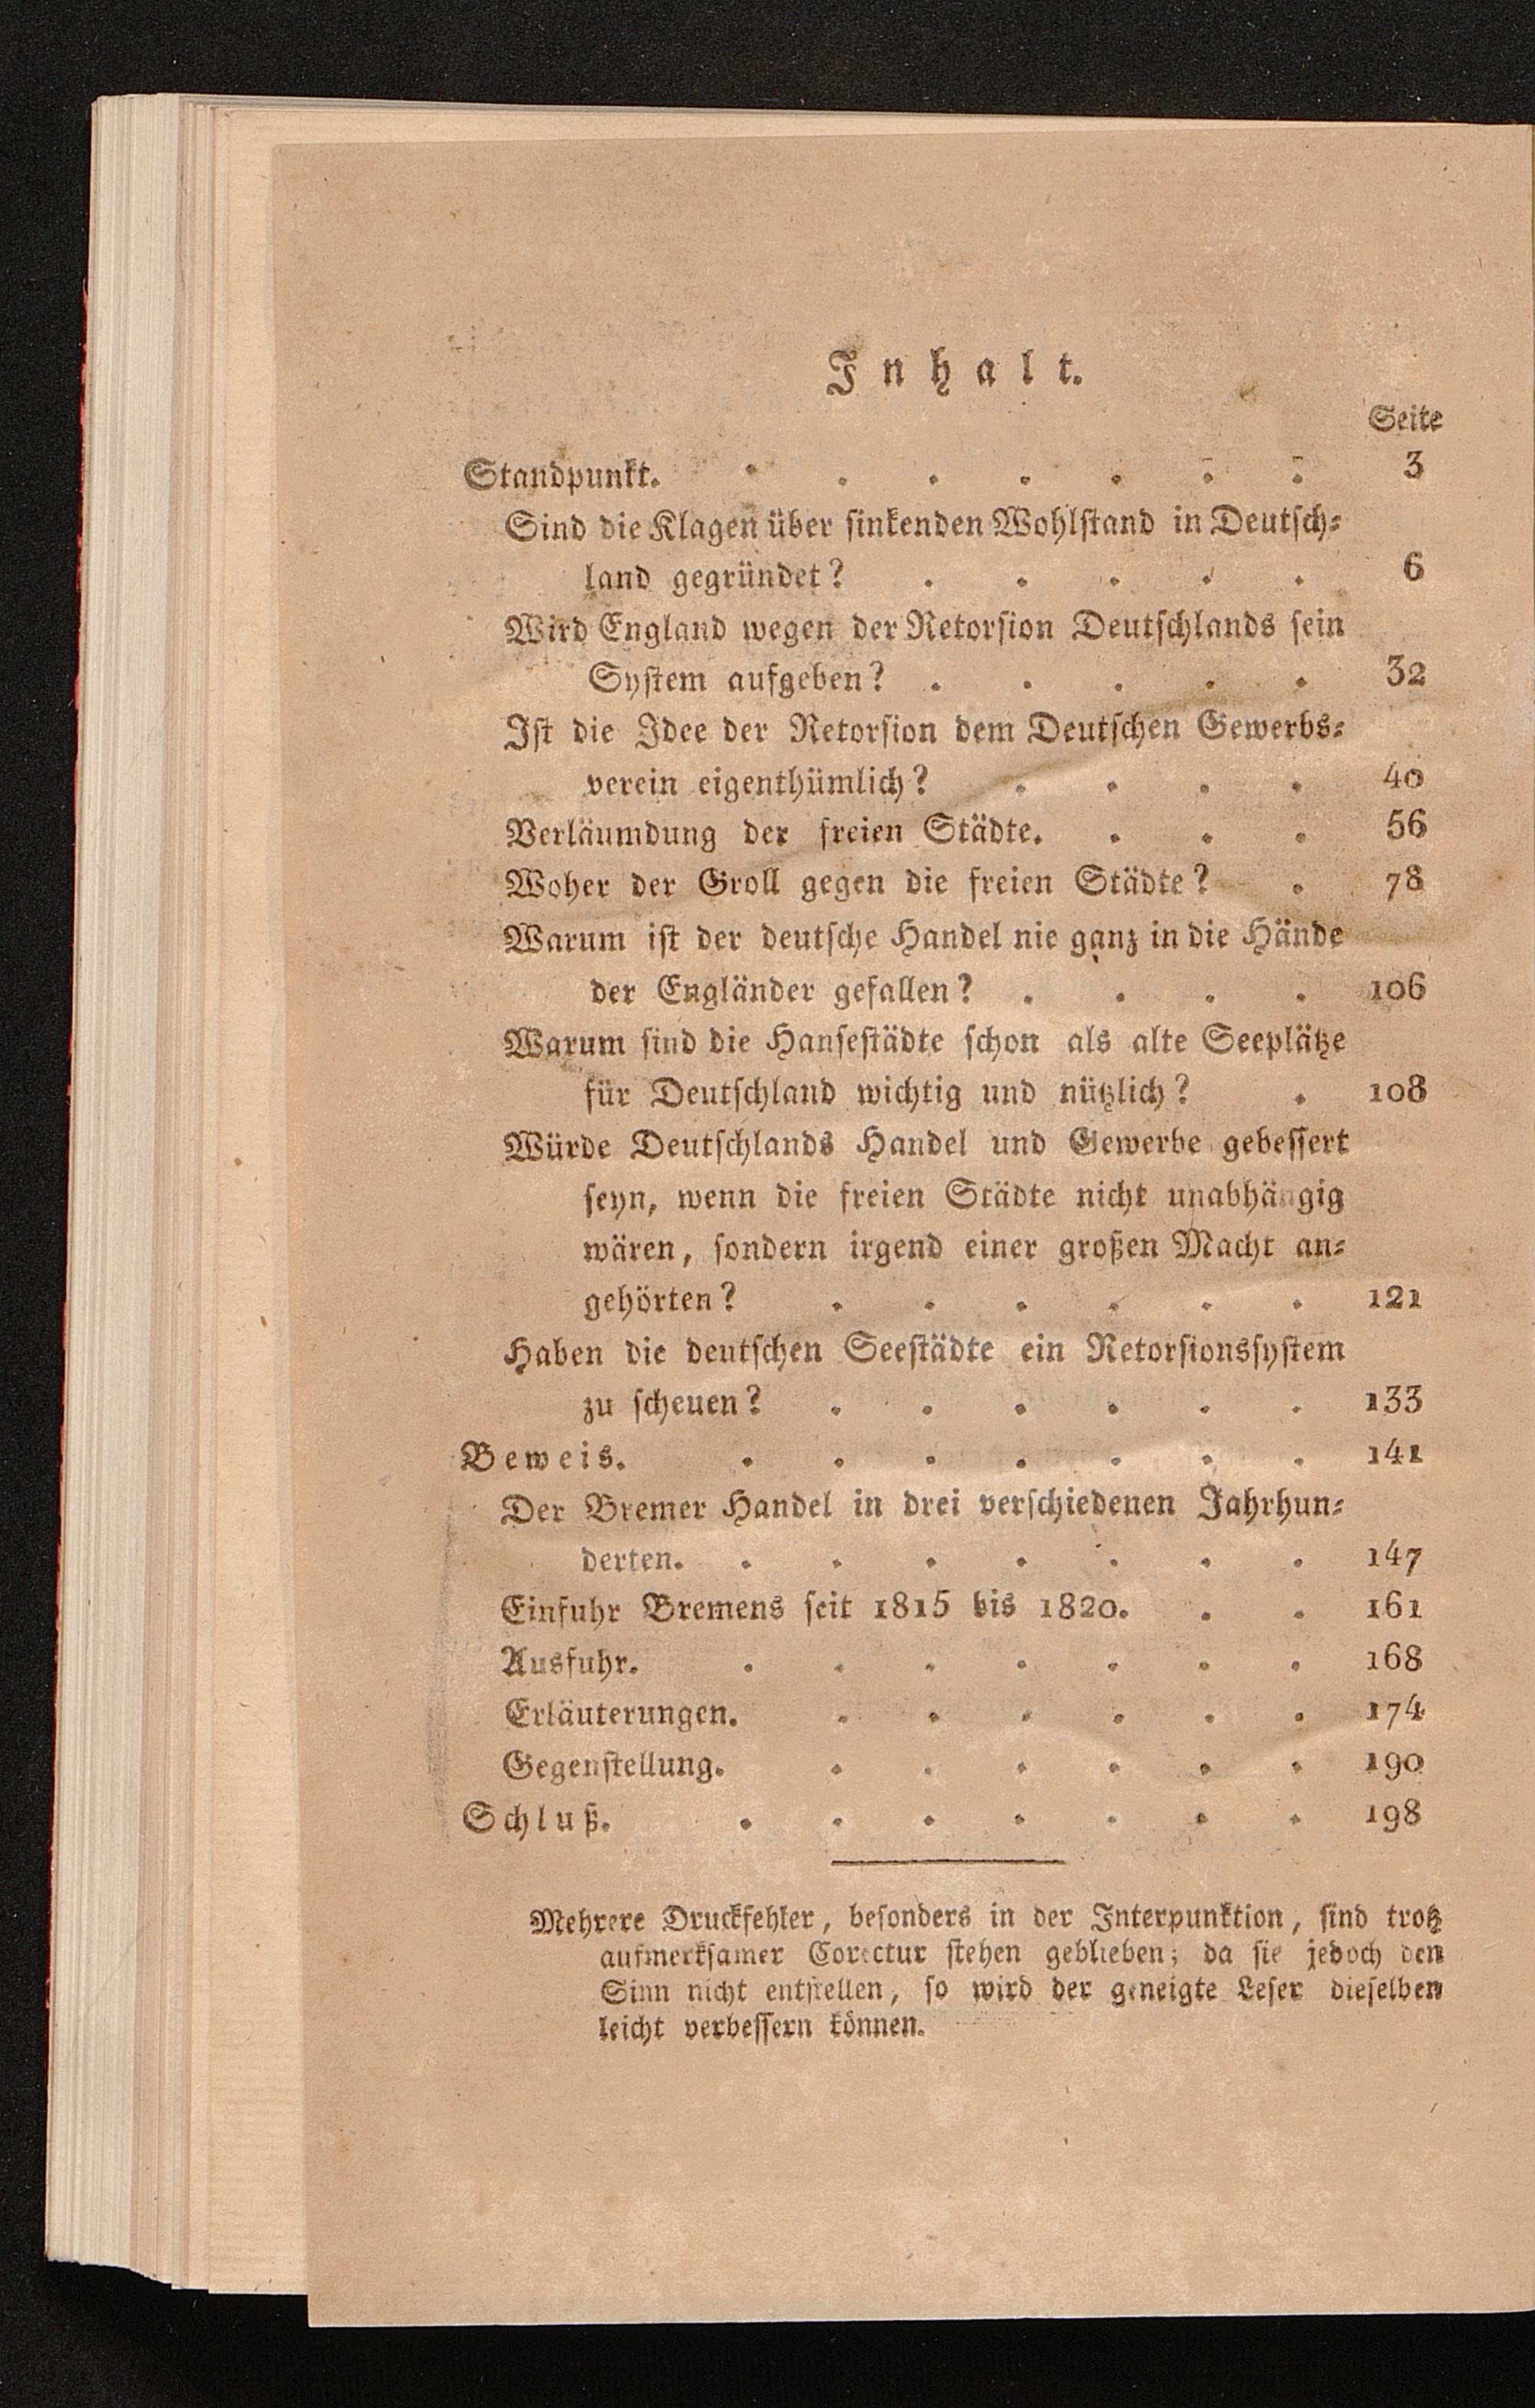 Inhalt.
Seite
Standpunkt. . . . . . . . 3
Sind die Klagen über sinkenden Wohlstand in Deutsch-
land gegründet? . . . . . 6
Wird England wegen der Retorsion Deutschlands sein
System aufgeben? . . . . . 32
Ist die Idee der Retorsion dem Deutschen Gewerbs-
verein eigenthümlich? . . . . 40
Verläumdung der freien Städte. . . . 56
Woher der Groll gegen die freien Städte? . 78
Warum ist der deutsche Handel nie ganz in die Hände
der Engländer gefallen? . . . . 106
Warum sind die Hansestädte schon als alte Seeplätze
für Deutschland wichtig und nützlich? . 108
Würde Deutschlands Handel und Gewerbe gebessert
seyn, wenn die freien Städte nicht unabhängig
wären, sondern irgend einer großen Macht an-
gehörten? . . . . . . 121
Haben die deutschen Seestädte ein Retorsionssystem
zu scheuen? . . . . . . 133
Beweis. . . . . . . . 141
Der Bremer Handel in drei verschiedenen Jahrhun-
derten. . . . . . . . 147
Einfuhr Bremens seit 1815 bis 1820. . . 161
Ausfuhr. . . . . . . . 168
Erläuterungen. . . . . . . 174
Gegenstellung. . . . . . . 190
Schluß. . . . . . . . 198
Mehrere Druckfehler, besonders in der Interpunktion, sind trotz
aufmerksamer Corectur stehen geblieben; da sie jedoch den
Sinn nicht entstellen, so wird der geneigte Leser dieselben
leicht verbessern können.